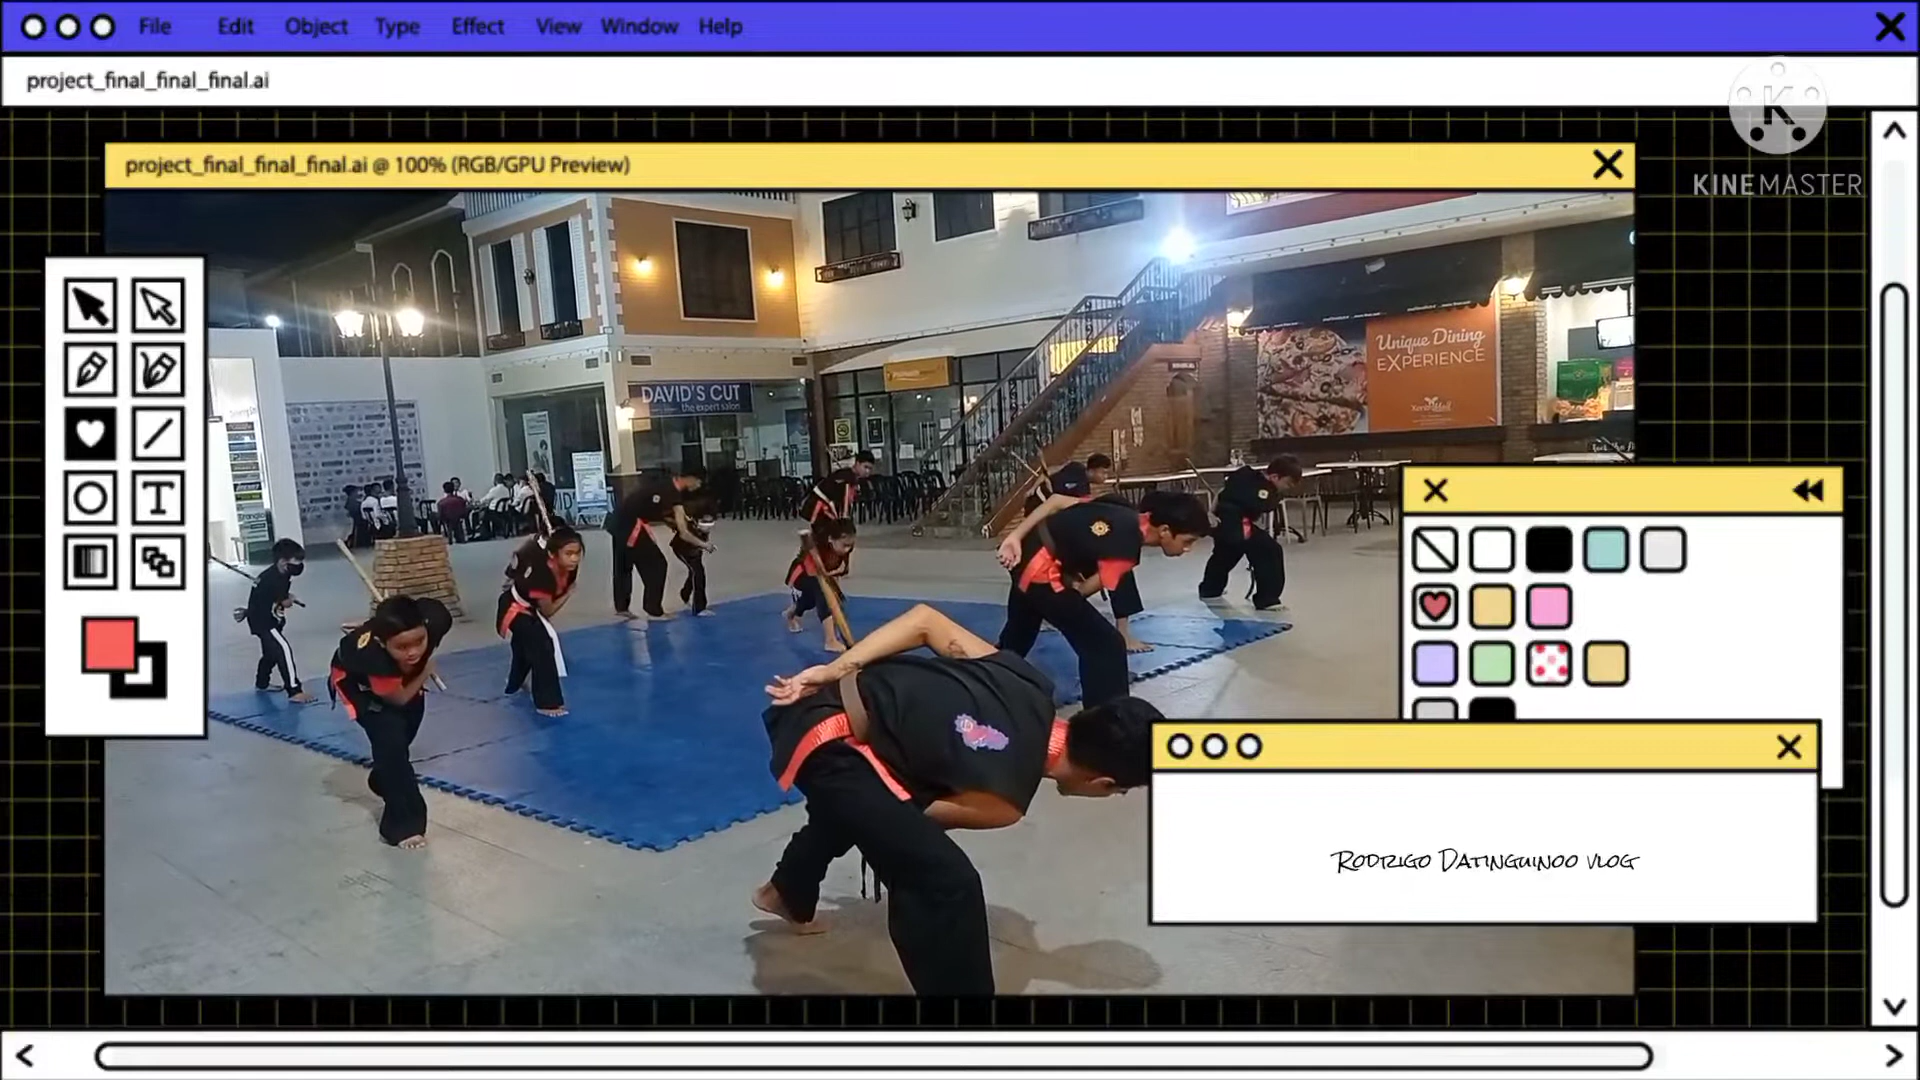 File Edit Object Type Effect View Window Help
project_final_final_final.ai
project_final_final_final.ai @ 100% (RGB/GPU Preview)
K
KINEMASTER
DAVID'S CUT
the expert salon
Unique Dining
EXPERIENCE
XentroMall
T
Rodrigo Datinguinoo vlog